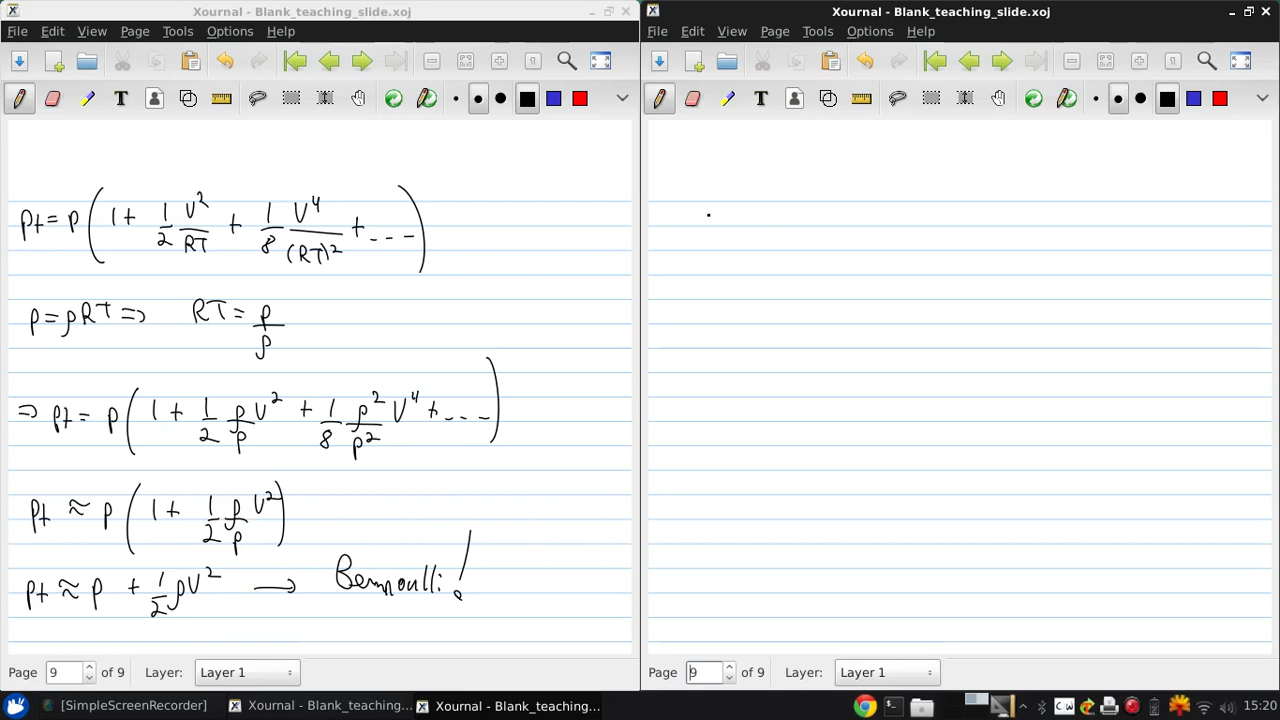 Xournal - Blank_teaching_slide.xoj
File Edit View Page Tools Options Help
pt = p ( 1 + 1/2 V²/RT + 1/8 V⁴/(RT)² + ---- )
p = ρRT ⇒ RT = p/ρ
⇒ pt = p ( 1 + 1/2 ρ/p V² + 1/8 ρ²/p² V⁴ + ---- )
pt ≈ p ( 1 + 1/2 ρ/p V² )
pt ≈ p + 1/2 ρV² → Bernoulli!
Page 9 of 9 Layer: Layer 1
Xournal - Blank_teaching_slide.xoj
File Edit View Page Tools Options Help
Page 9 of 9 Layer: Layer 1
[SimpleScreenRecorder] Xournal - Blank_teaching... Xournal - Blank_teaching... CW 15:20